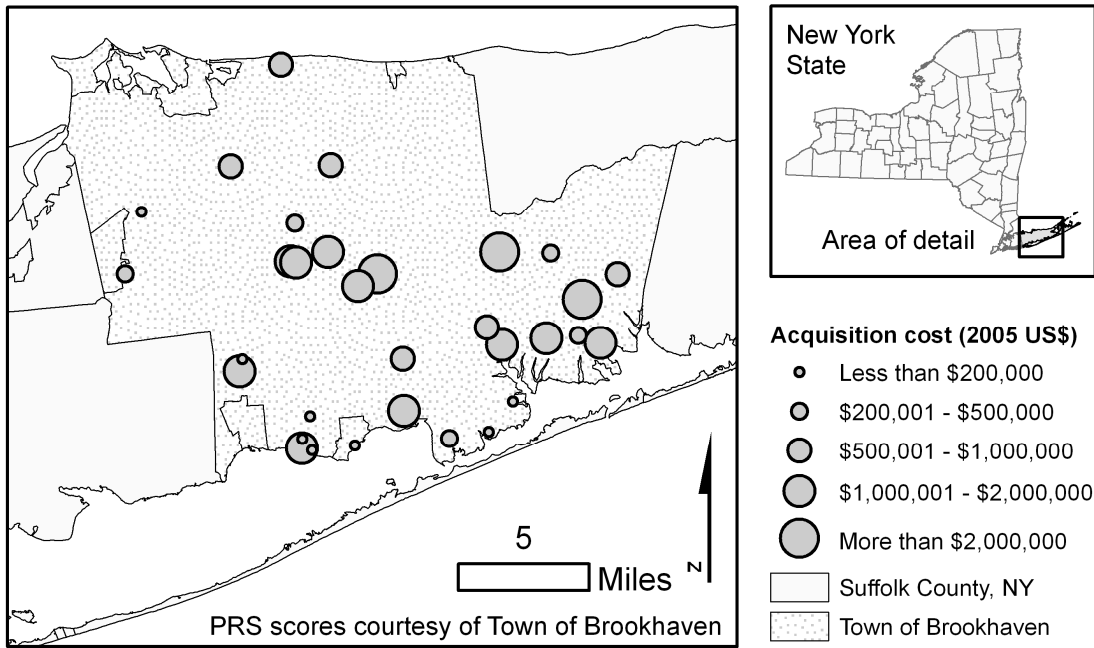 5
Miles
N
PRS scores courtesy of Town of Brookhaven
New York
State
Area of detail
Acquisition cost (2005 US$)
Less than $200,000
$200,001 - $500,000
$500,001 - $1,000,000
$1,000,001 - $2,000,000
More than $2,000,000
Suffolk County, NY
Town of Brookhaven